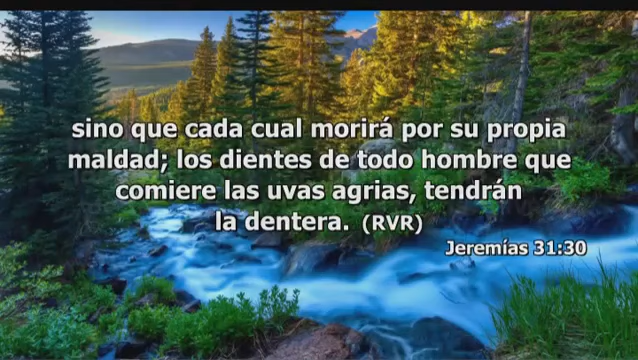 sino que cada cual morirá por su propia
maldad; los dientes de todo hombre que
comiere las uvas agrias, tendrán
la dentera. (RVR)
Jeremías 31:30